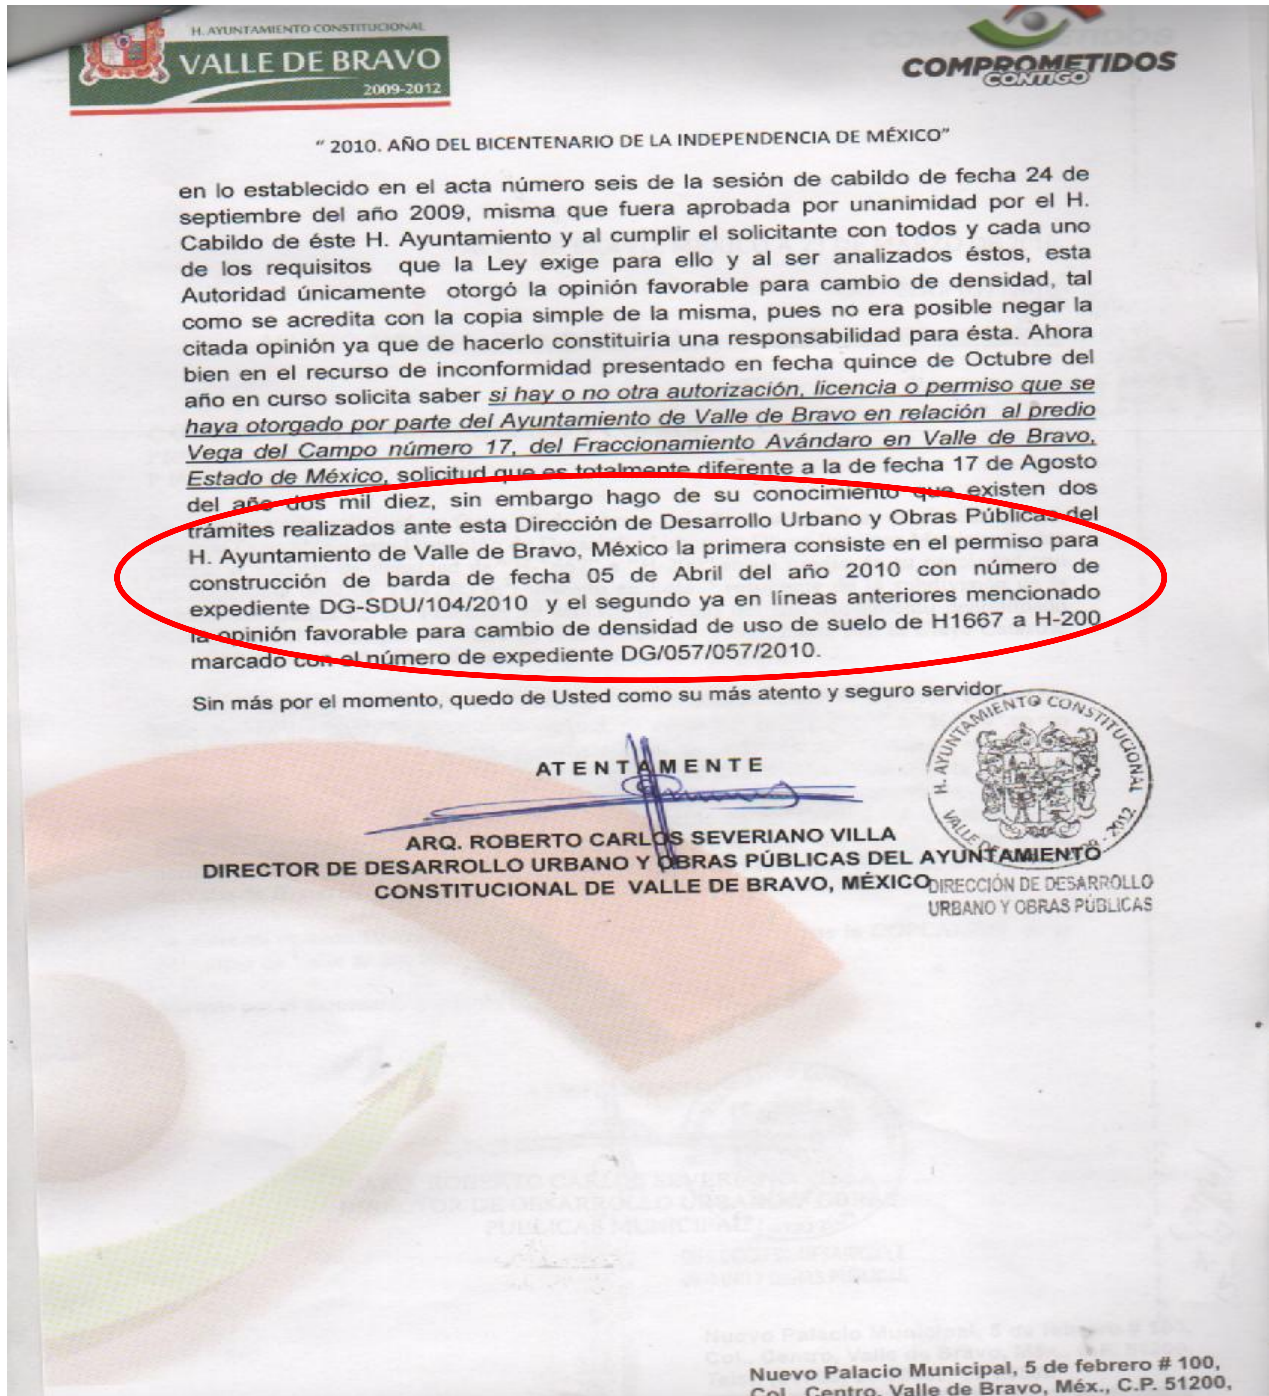 H. AYUNTAMIENTO CONSTITUCIONAL
VALLE DE BRAVO
2009-2012
COMPROMETIDOS
CONTIGO
" 2010. AÑO DEL BICENTENARIO DE LA INDEPENDENCIA DE MÉXICO"
en lo establecido en el acta número seis de la sesión de cabildo de fecha 24 de
septiembre del año 2009, misma que fuera aprobada por unanimidad por el H.
Cabildo de éste H. Ayuntamiento y al cumplir el solicitante con todos y cada uno
de los requisitos que la Ley exige para ello y al ser analizados éstos, esta
Autoridad únicamente otorgó la opinión favorable para cambio de densidad, tal
como se acredita con la copia simple de la misma, pues no era posible negar la
citada opinión ya que de hacerlo constituiría una responsabilidad para ésta. Ahora
bien en el recurso de inconformidad presentado en fecha quince de Octubre del
año en curso solicita saber si hay o no otra autorización, licencia o permiso que se
haya otorgado por parte del Ayuntamiento de Valle de Bravo en relación al predio
Vega del Campo número 17, del Fraccionamiento Avándaro en Valle de Bravo,
Estado de México, solicitud que es totalmente diferente a la de fecha 17 de Agosto
del año dos mil diez, sin embargo hago de su conocimiento que existen dos
trámites realizados ante esta Dirección de Desarrollo Urbano y Obras Públicas del
H. Ayuntamiento de Valle de Bravo, México la primera consiste en el permiso para
construcción de barda de fecha 05 de Abril del año 2010 con número de
expediente DG-SDU/104/2010 y el segundo ya en líneas anteriores mencionado
la opinión favorable para cambio de densidad de uso de suelo de H1667 a H-200
marcado con el número de expediente DG/057/057/2010.
Sin más por el momento, quedo de Usted como su más atento y seguro servidor.
A T E N T A M E N T E
ARQ. ROBERTO CARLOS SEVERIANO VILLA
DIRECTOR DE DESARROLLO URBANO Y OBRAS PÚBLICAS DEL AYUNTAMIENTO
CONSTITUCIONAL DE VALLE DE BRAVO, MÉXICO
H. AYUNTAMIENTO CONSTITUCIONAL
VALLE DE 2012
DIRECCIÓN DE DESARROLLO
URBANO Y OBRAS PÚBLICAS
Nuevo Palacio Municipal, 5 de febrero # 100,
Col. Centro, Valle de Bravo, Méx., C.P. 51200,